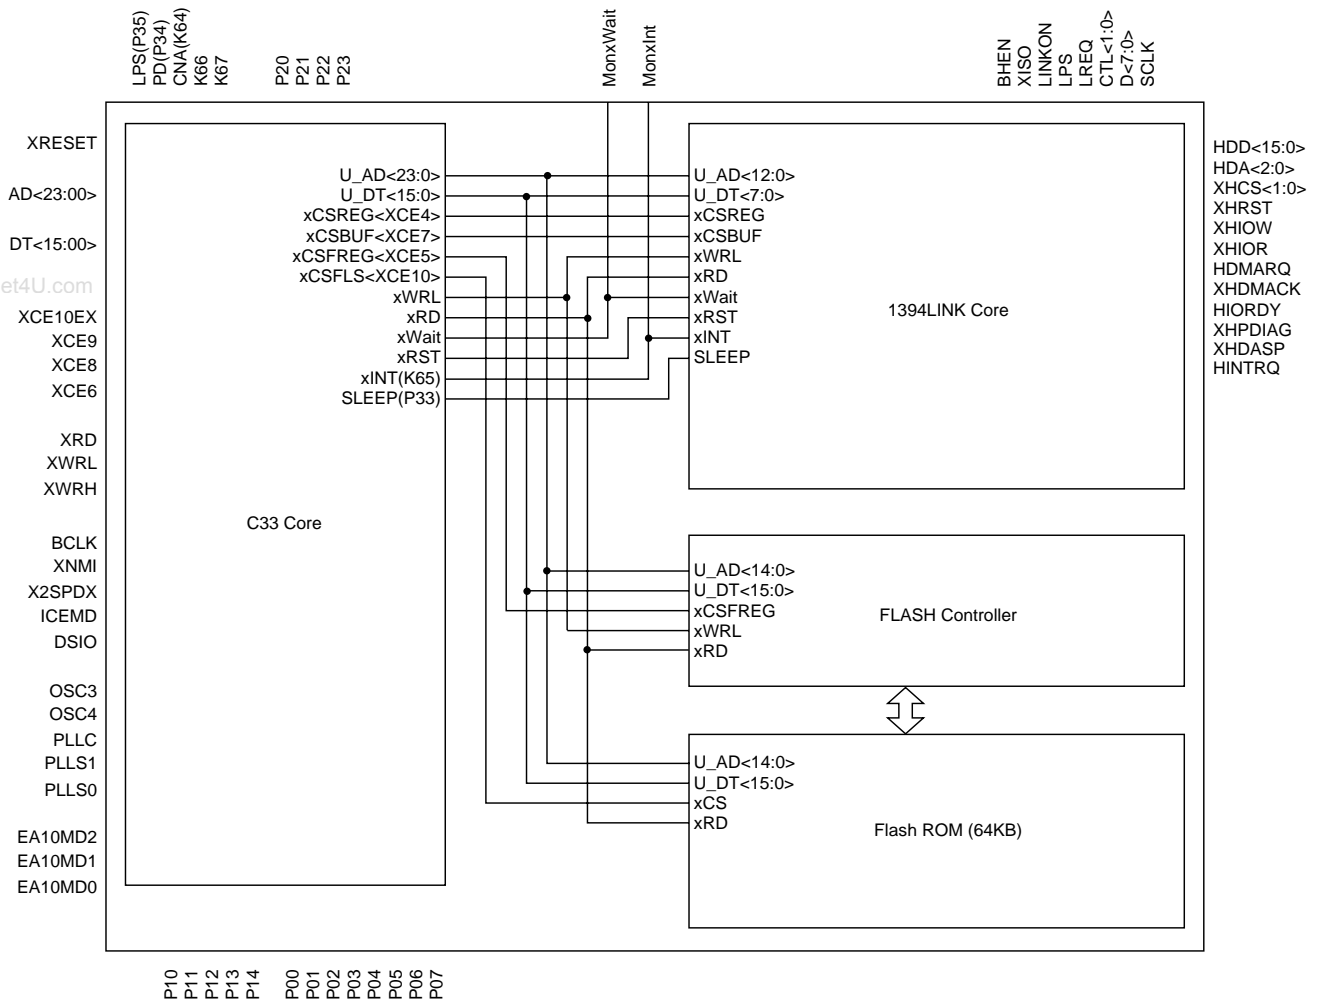 LPS(P35)
PD(P34)
CNA(K64)
K66
K67
P20
P21
P22
P23
MonxWait
MonxInt
BHEN
XISO
LINKON
LPS
LREQ
CTL<1:0>
D<7:0>
SCLK
XRESET
AD<23:00>
DT<15:00>
et4U.com
XCE10EX
XCE9
XCE8
XCE6
XRD
XWRL
XWRH
BCLK
XNMI
X2SPDX
ICEMD
DSIO
OSC3
OSC4
PLLC
PLLS1
PLLS0
EA10MD2
EA10MD1
EA10MD0
U_AD<23:0>
U_DT<15:0>
xCSREG<XCE4>
xCSBUF<XCE7>
xCSFREG<XCE5>
xCSFLS<XCE10>
xWRL
xRD
xWait
xRST
xINT(K65)
SLEEP(P33)
C33 Core
U_AD<12:0>
U_DT<7:0>
xCSREG
xCSBUF
xWRL
xRD
xWait
xRST
xINT
SLEEP
1394LINK Core
U_AD<14:0>
U_DT<15:0>
xCSFREG
xWRL
xRD
FLASH Controller
U_AD<14:0>
U_DT<15:0>
xCS
xRD
Flash ROM (64KB)
HDD<15:0>
HDA<2:0>
XHCS<1:0>
XHRST
XHIOW
XHIOR
HDMARQ
XHDMACK
HIORDY
XHPDIAG
XHDASP
HINTRQ
P10
P11
P12
P13
P14
P00
P01
P02
P03
P04
P05
P06
P07